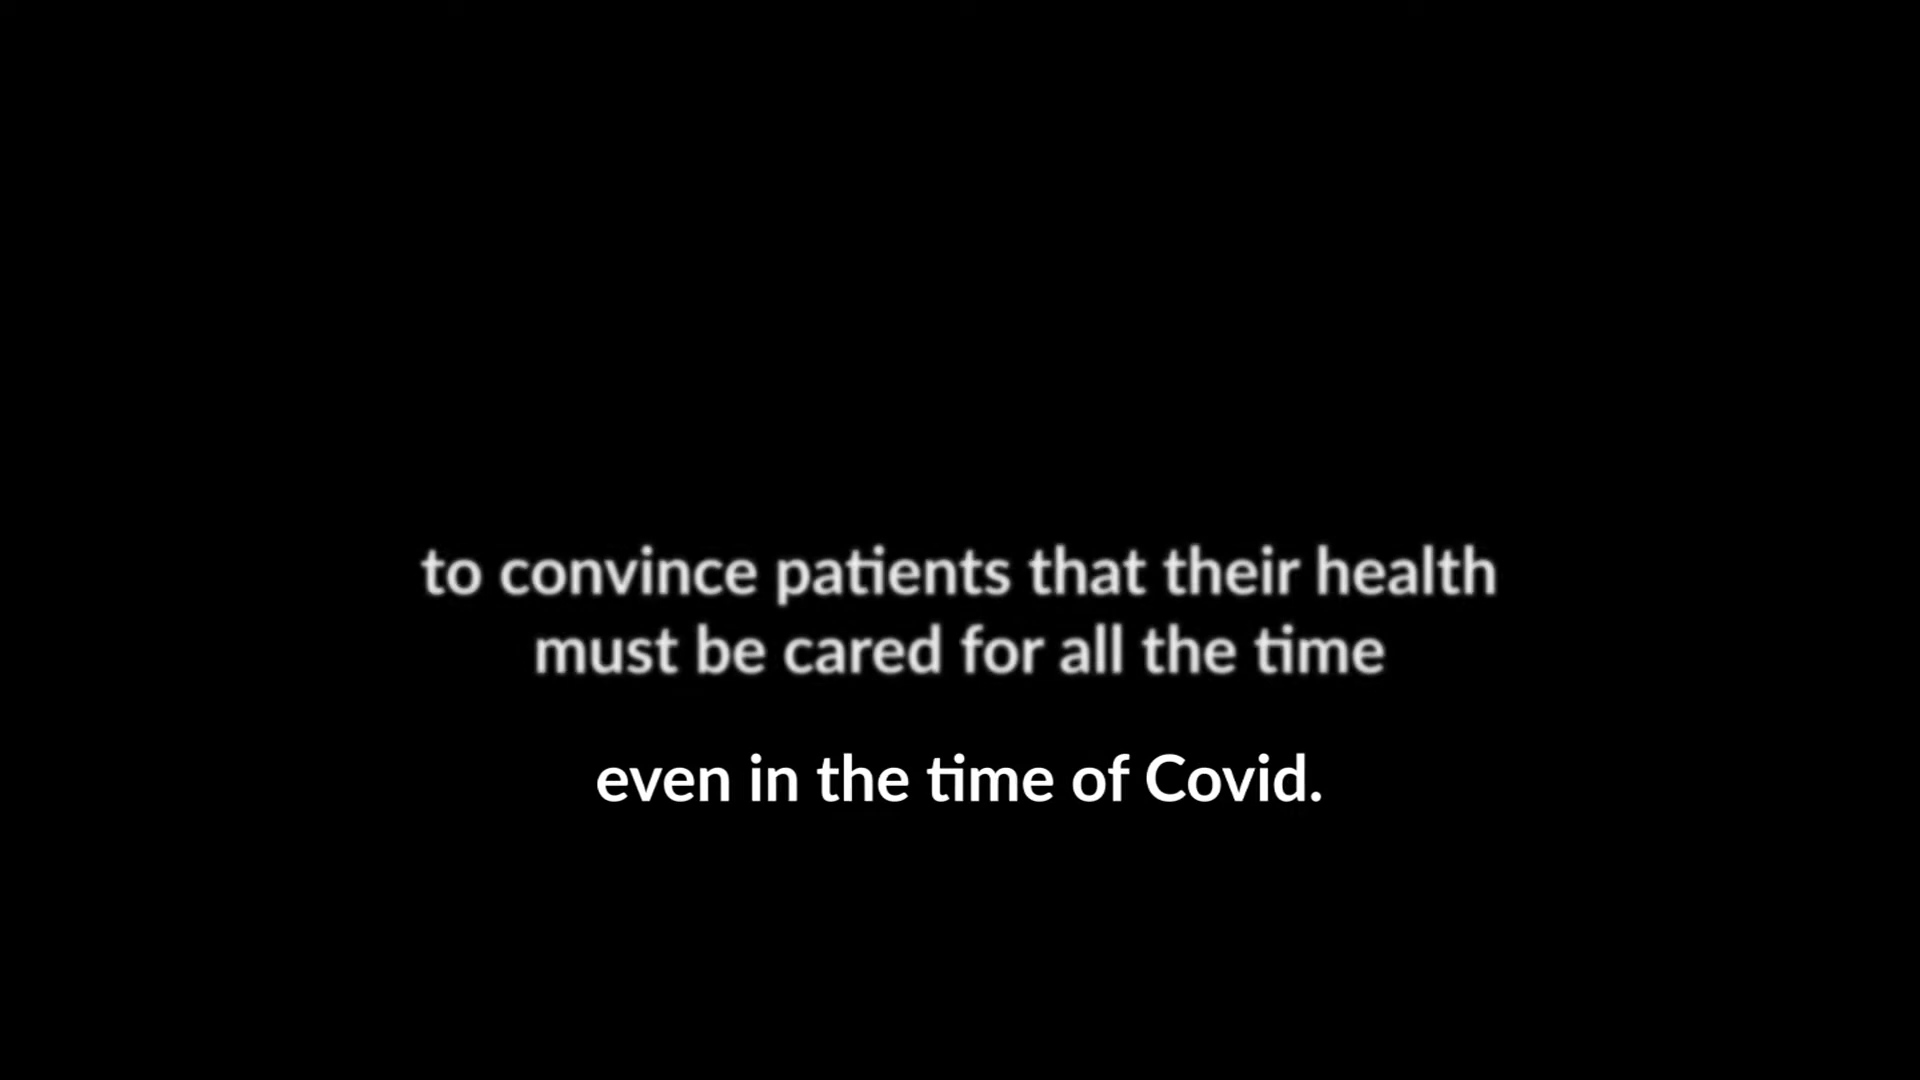 to convince patients that their health
must be cared for all the time
even in the time of Covid.